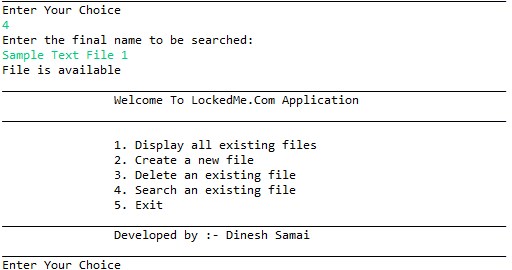 Enter Your Choice
4
Enter the final name to be searched:
Sample Text File 1
File is available
Welcome To LockedMe.Com Application
1. Display all existing files
2. Create a new file
3. Delete an existing file
4. Search an existing file
5. Exit
Developed by :- Dinesh Samai
Enter Your Choice